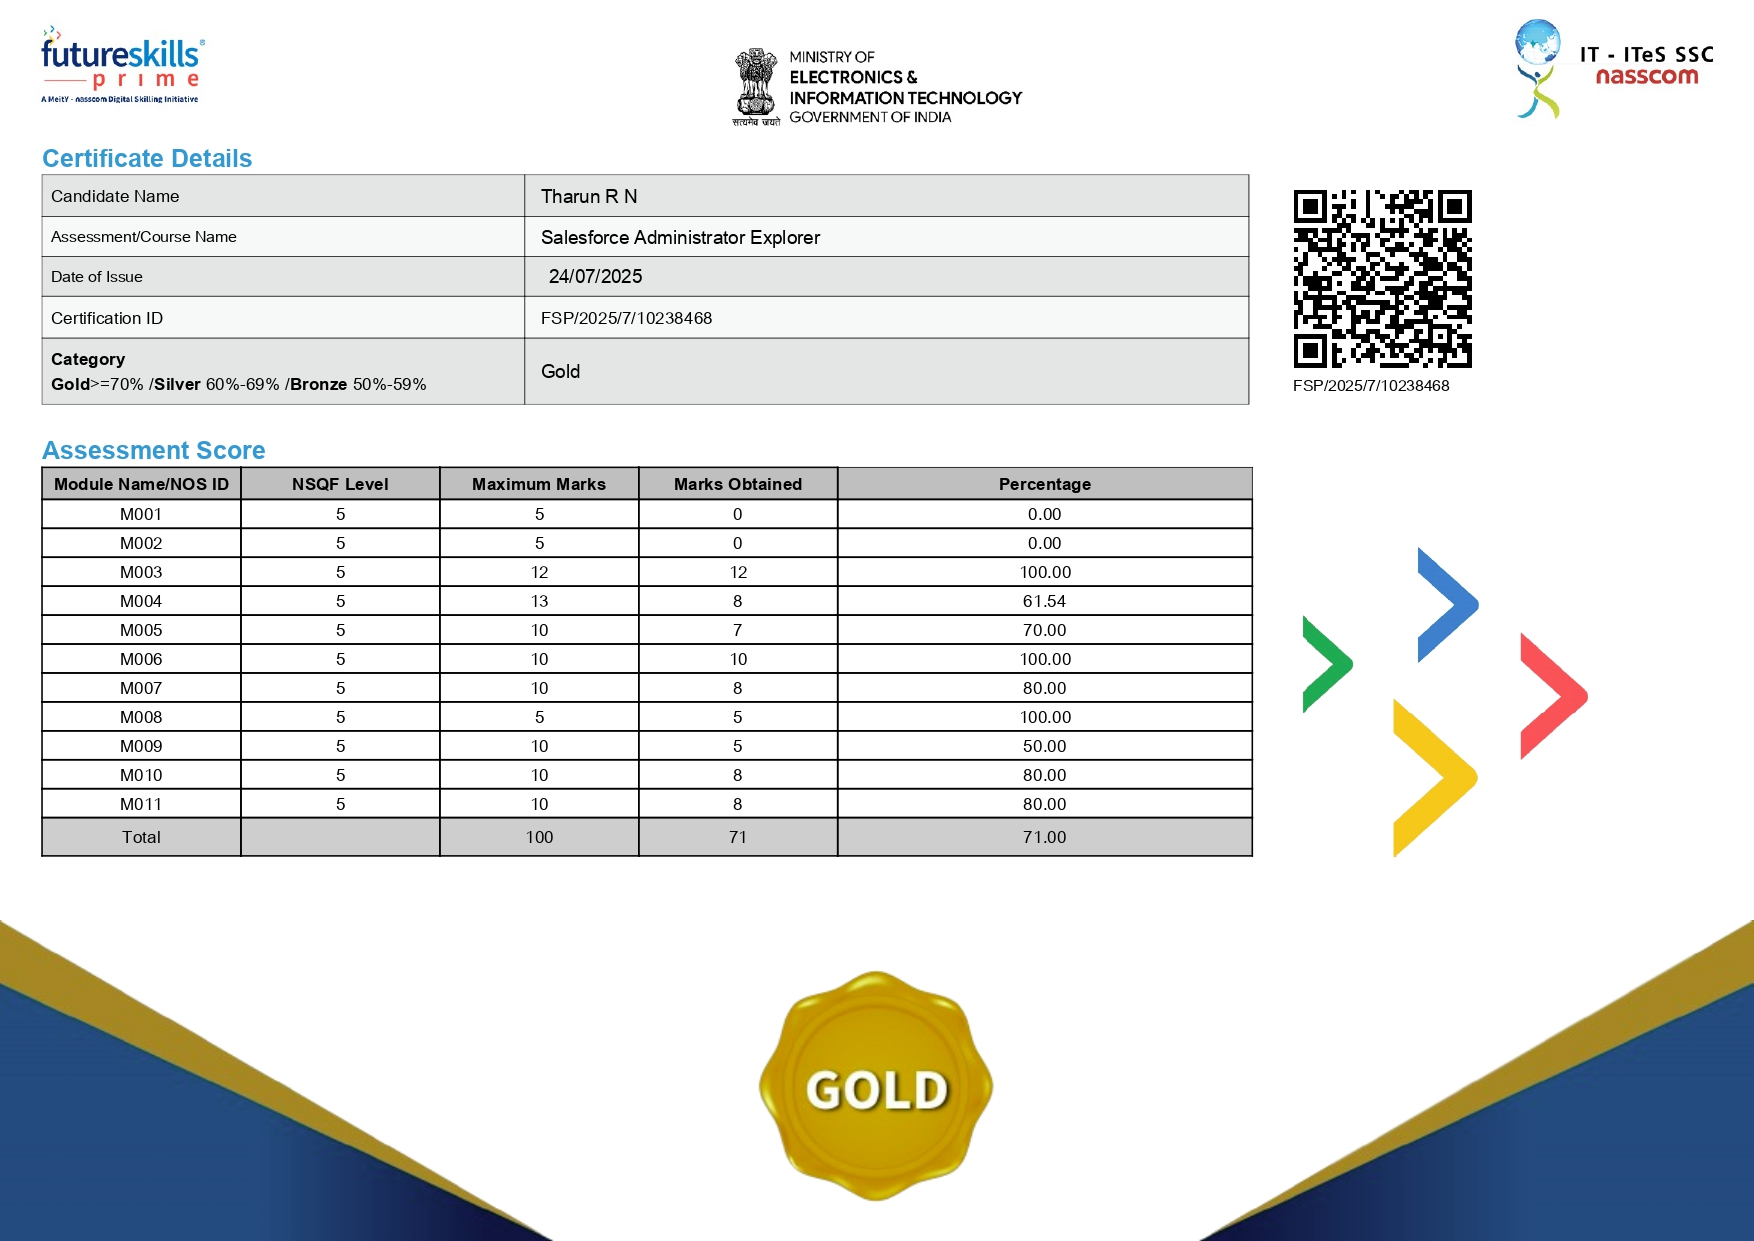 futureskills®
prime
A MeitY - nasscom Digital Skilling Initiative
MINISTRY OF
ELECTRONICS &
INFORMATION TECHNOLOGY
GOVERNMENT OF INDIA
सत्यमेव जयते
IT - ITeS SSC
nasscom
Certificate Details
Candidate Name Tharun R N
Assessment/Course Name Salesforce Administrator Explorer
Date of Issue 24/07/2025
Certification ID FSP/2025/7/10238468
Category
Gold>=70% /Silver 60%-69% /Bronze 50%-59% Gold
FSP/2025/7/10238468
Assessment Score
Module Name/NOS ID NSQF Level Maximum Marks Marks Obtained Percentage
M001 5 5 0 0.00
M002 5 5 0 0.00
M003 5 12 12 100.00
M004 5 13 8 61.54
M005 5 10 7 70.00
M006 5 10 10 100.00
M007 5 10 8 80.00
M008 5 5 5 100.00
M009 5 10 5 50.00
M010 5 10 8 80.00
M011 5 10 8 80.00
Total 100 71 71.00
GOLD